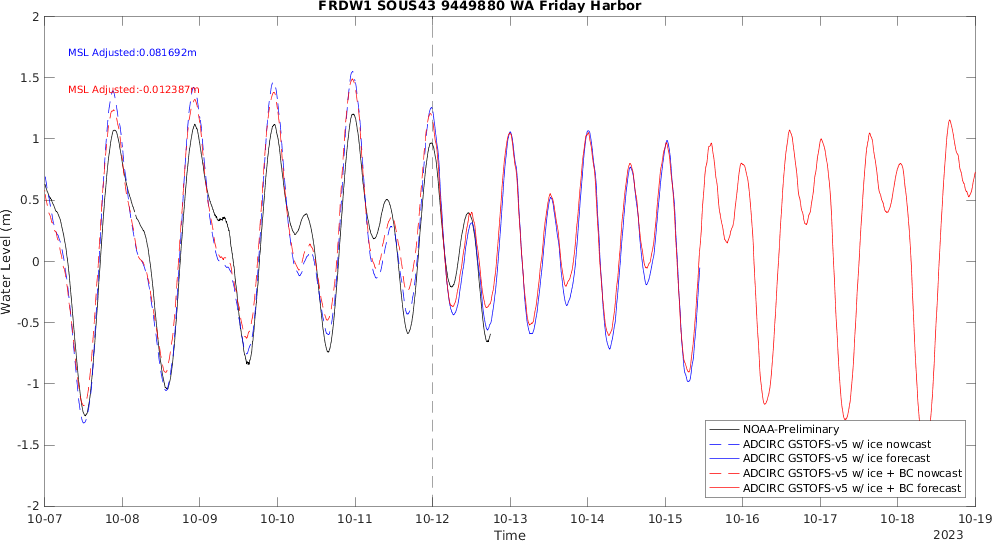 FRDW1 SOUS43 9449880 WA Friday Harbor
2
MSL Adjusted:0.081692m
1.5
MSL Adjusted:-0.012387m
1
0.5
0
-0.5
-1
-1.5
-2
Water Level (m)
NOAA-Preliminary
ADCIRC GSTOFS-v5 w/ ice nowcast
ADCIRC GSTOFS-v5 w/ ice forecast
ADCIRC GSTOFS-v5 w/ ice + BC nowcast
ADCIRC GSTOFS-v5 w/ ice + BC forecast
10-07 10-08 10-09 10-10 10-11 10-12 10-13 10-14 10-15 10-16 10-17 10-18 10-19
Time
2023